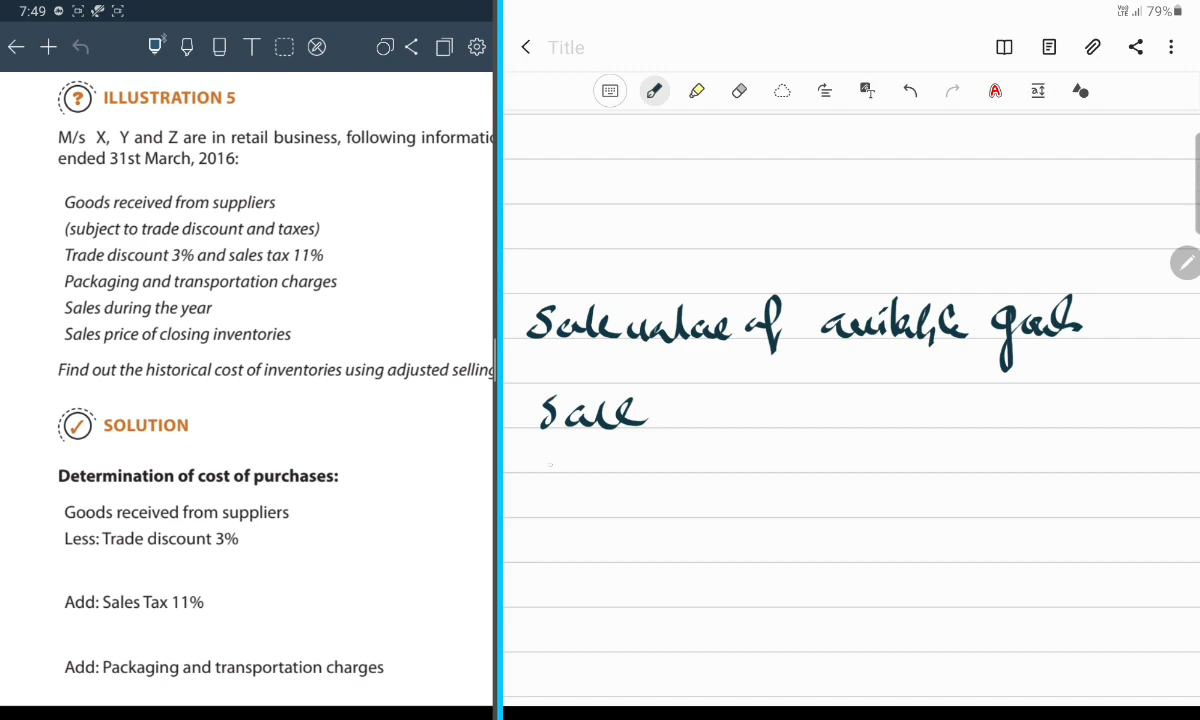 7:49
79%
Title
ILLUSTRATION 5
M/s X, Y and Z are in retail business, following informatio
ended 31st March, 2016:
Goods received from suppliers
(subject to trade discount and taxes)
Trade discount 3% and sales tax 11%
Packaging and transportation charges
Sales during the year
Sales price of closing inventories
Find out the historical cost of inventories using adjusted selling
SOLUTION
Determination of cost of purchases:
Goods received from suppliers
Less: Trade discount 3%
Add: Sales Tax 11%
Add: Packaging and transportation charges
Sale value of goods
Sale